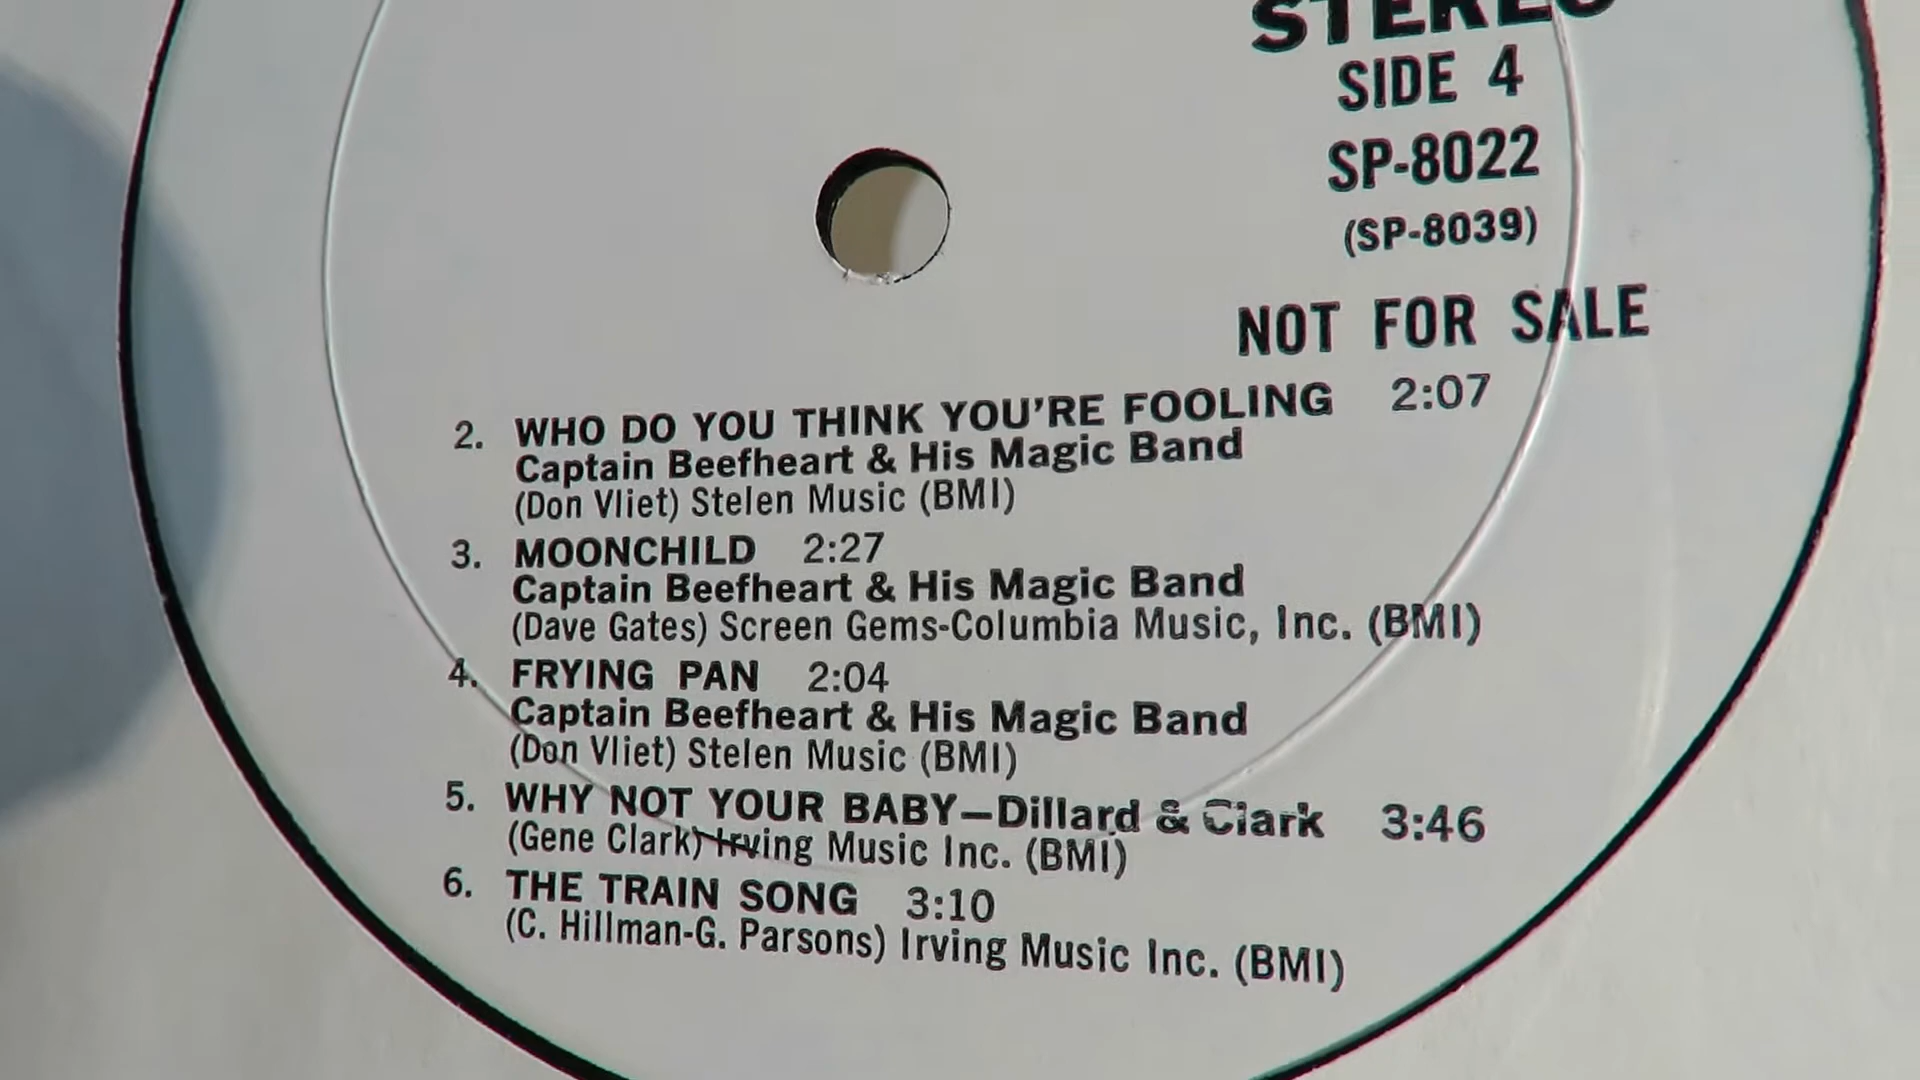 STEREO
SIDE 4
SP-8022
(SP-8039)
NOT FOR SALE
2. WHO DO YOU THINK YOU'RE FOOLING 2:07
Captain Beefheart & His Magic Band
(Don Vliet) Stelen Music (BMI)
3. MOONCHILD 2:27
Captain Beefheart & His Magic Band
(Dave Gates) Screen Gems-Columbia Music, Inc. (BMI)
4. FRYING PAN 2:04
Captain Beefheart & His Magic Band
(Don Vliet) Stelen Music (BMI)
5. WHY NOT YOUR BABY—Dillard & Clark 3:46
(Gene Clark) Irving Music Inc. (BMI)
6. THE TRAIN SONG 3:10
(C. Hillman-G. Parsons) Irving Music Inc. (BMI)